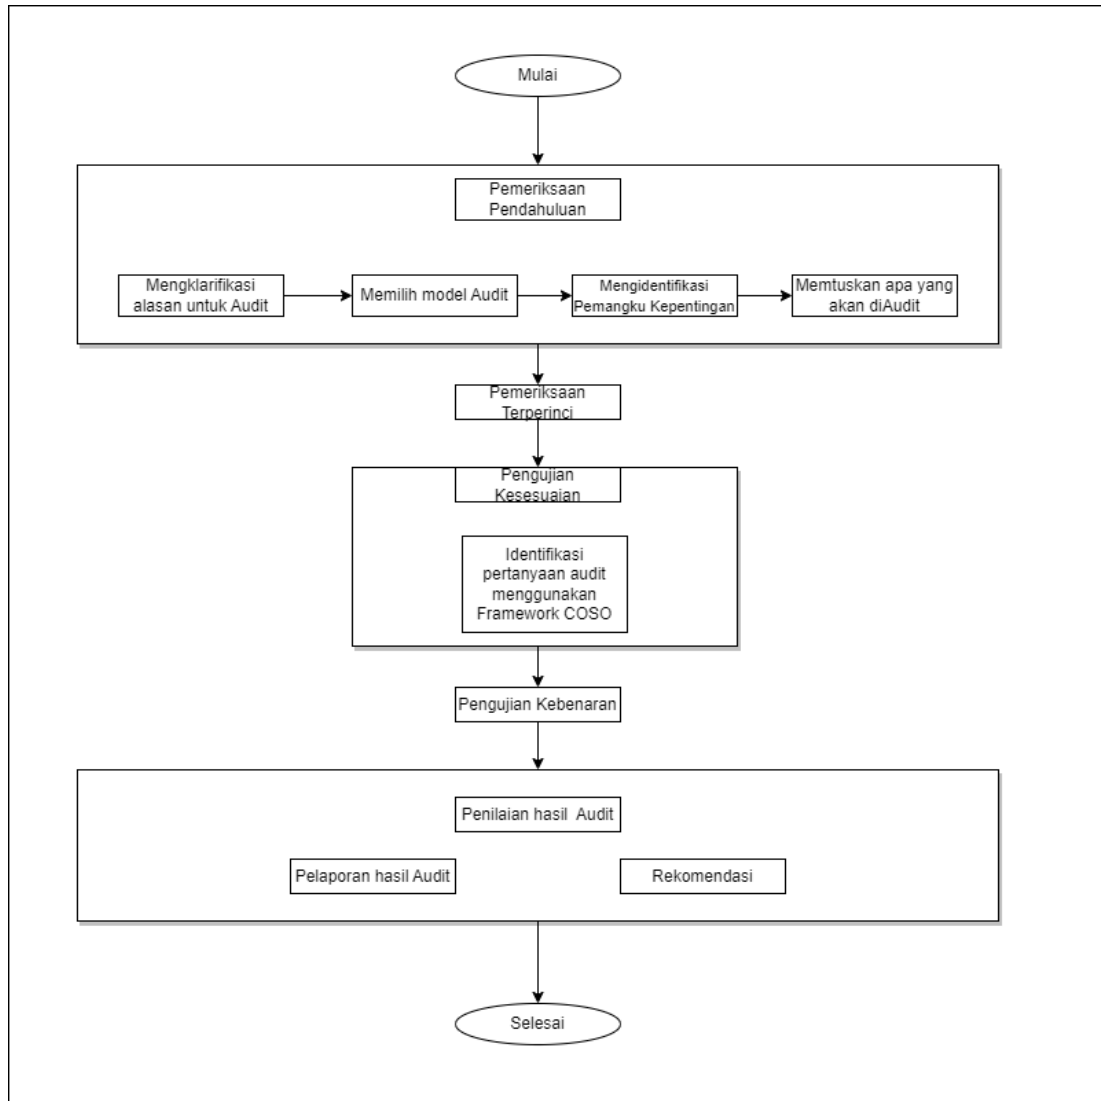 Mulai
Pemeriksaan
Pendahuluan
Mengklarifikasi
alasan untuk Audit
Memilih model Audit
Mengidentifikasi
Pemangku Kepentingan
Memtuskan apa yang
akan diAudit
Pemeriksaan
Terperinci
Pengujian
Kesesuaian
Identifikasi
pertanyaan audit
menggunakan
Framework COSO
Pengujian Kebenaran
Penilaian hasil  Audit
Pelaporan hasil Audit
Rekomendasi
Selesai